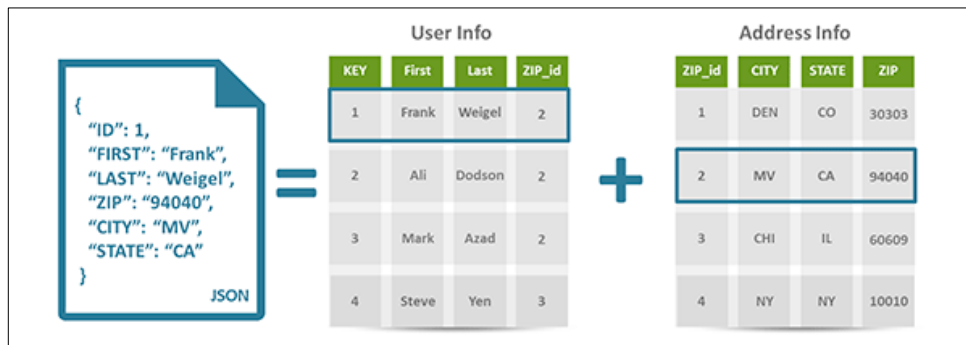 {
“ID”: 1,
“FIRST”: “Frank”,
“LAST”: “Weigel”,
“ZIP”: “94040”,
“CITY”: “MV”,
“STATE”: “CA”
}
JSON
=
User Info
KEY First Last ZIP_id
1 Frank Weigel 2
2 Ali Dodson 2
3 Mark Azad 2
4 Steve Yen 3
+
Address Info
ZIP_id CITY STATE ZIP
1 DEN CO 30303
2 MV CA 94040
3 CHI IL 60609
4 NY NY 10010